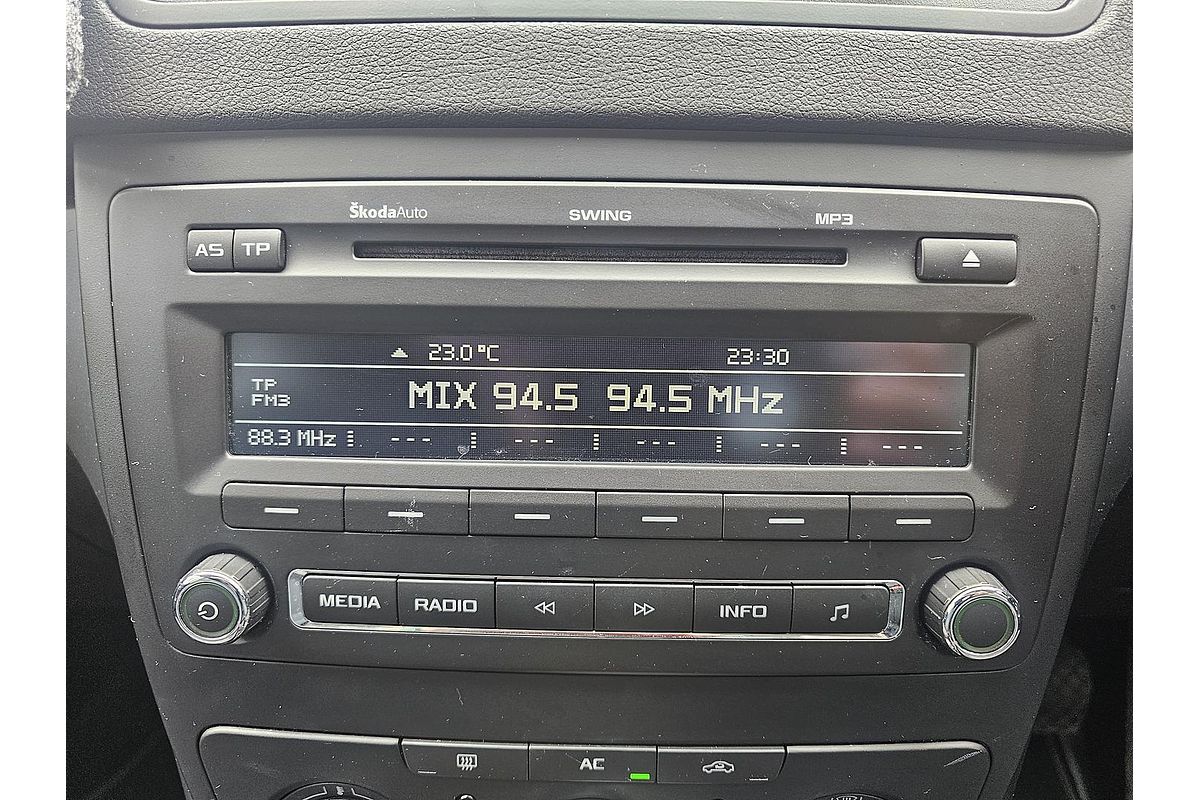 ŠkodaAuto SWING MP3
AS TP
23.0 °C 23:30
TP
FM3
MIX 94.5 94.5 MHz
88.3 MHz --- --- --- --- ---
MEDIA RADIO INFO
AC